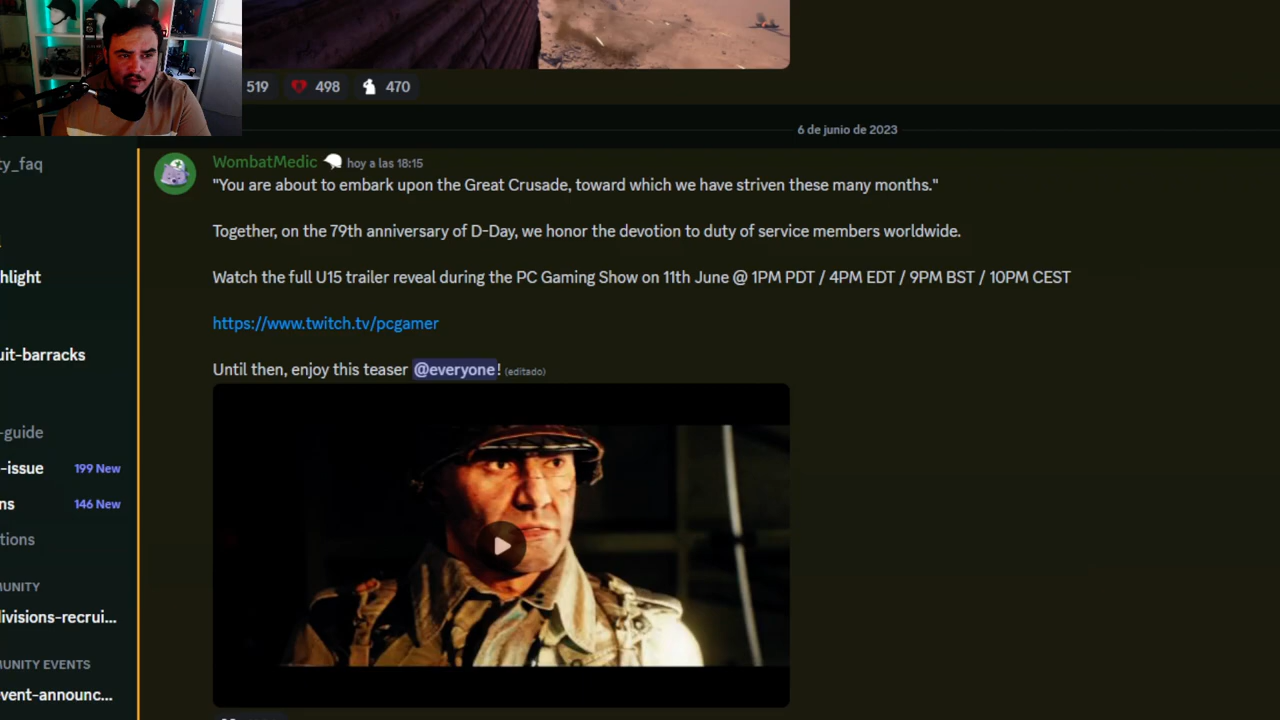 519 498 470
6 de junio de 2023
ty_faq
WombatMedic hoy a las 18:15
"You are about to embark upon the Great Crusade, toward which we have striven these many months."
Together, on the 79th anniversary of D-Day, we honor the devotion to duty of service members worldwide.
hlight
Watch the full U15 trailer reveal during the PC Gaming Show on 11th June @ 1PM PDT / 4PM EDT / 9PM BST / 10PM CEST
https://www.twitch.tv/pcgamer
uit-barracks
Until then, enjoy this teaser @everyone! (editado)
-guide
-issue 199 New
ns 146 New
tions
UNITY
divisions-recrui...
UNITY EVENTS
vent-announc...